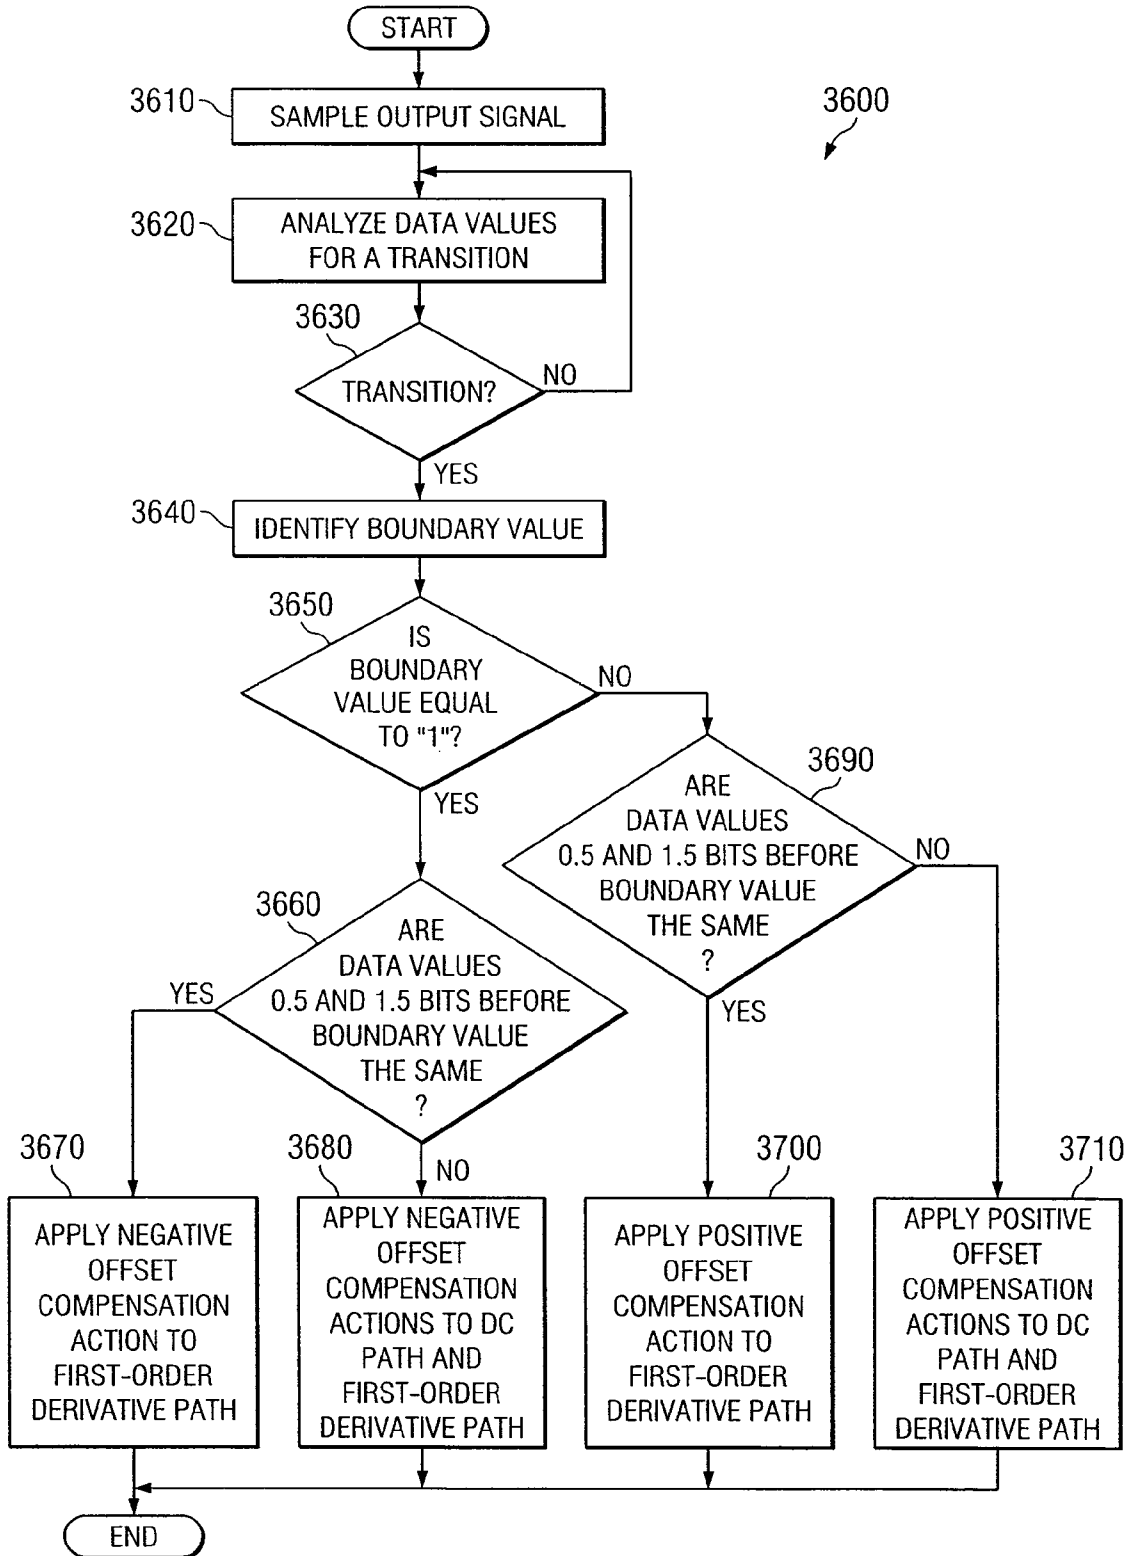 START
3610
SAMPLE OUTPUT SIGNAL
3600
3620
ANALYZE DATA VALUES
FOR A TRANSITION
3630
TRANSITION?
NO
YES
3640
IDENTIFY BOUNDARY VALUE
3650
IS
BOUNDARY
VALUE EQUAL
TO "1"?
NO
YES
3690
ARE
DATA VALUES
0.5 AND 1.5 BITS BEFORE
BOUNDARY VALUE
THE SAME
?
NO
YES
3660
ARE
DATA VALUES
0.5 AND 1.5 BITS BEFORE
BOUNDARY VALUE
THE SAME
?
YES
NO
3670
APPLY NEGATIVE
OFFSET
COMPENSATION
ACTION TO
FIRST-ORDER
DERIVATIVE PATH
3680
APPLY NEGATIVE
OFFSET
COMPENSATION
ACTIONS TO DC
PATH AND
FIRST-ORDER
DERIVATIVE PATH
3700
APPLY POSITIVE
OFFSET
COMPENSATION
ACTION TO
FIRST-ORDER
DERIVATIVE PATH
3710
APPLY POSITIVE
OFFSET
COMPENSATION
ACTIONS TO DC
PATH AND
FIRST-ORDER
DERIVATIVE PATH
END